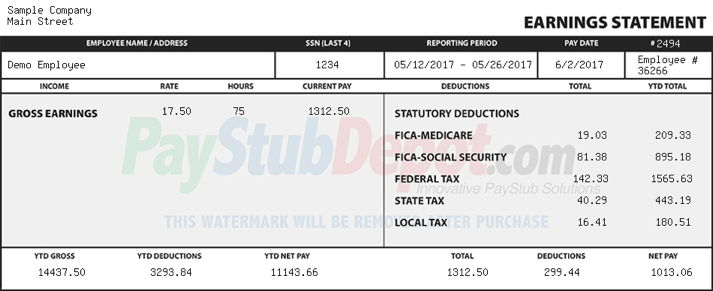 Sample Company
Main Street
EARNINGS STATEMENT
EMPLOYEE NAME / ADDRESS SSN (LAST 4) REPORTING PERIOD PAY DATE #2494
Demo Employee 1234 05/12/2017 - 05/26/2017 6/2/2017 Employee # 36266
INCOME RATE HOURS CURRENT PAY DEDUCTIONS TOTAL YTD TOTAL
GROSS EARNINGS 17.50 75 1312.50 STATUTORY DEDUCTIONS
FICA-MEDICARE 19.03 209.33
PayStubDepot.com
FICA-SOCIAL SECURITY 81.38 895.18
FEDERAL TAX 142.33 1565.63
Innovative PayStub Solutions
STATE TAX 40.29 443.19
THIS WATERMARK WILL BE REMOVED AFTER PURCHASE
LOCAL TAX 16.41 180.51
YTD GROSS YTD DEDUCTIONS YTD NET PAY TOTAL DEDUCTIONS NET PAY
14437.50 3293.84 11143.66 1312.50 299.44 1013.06